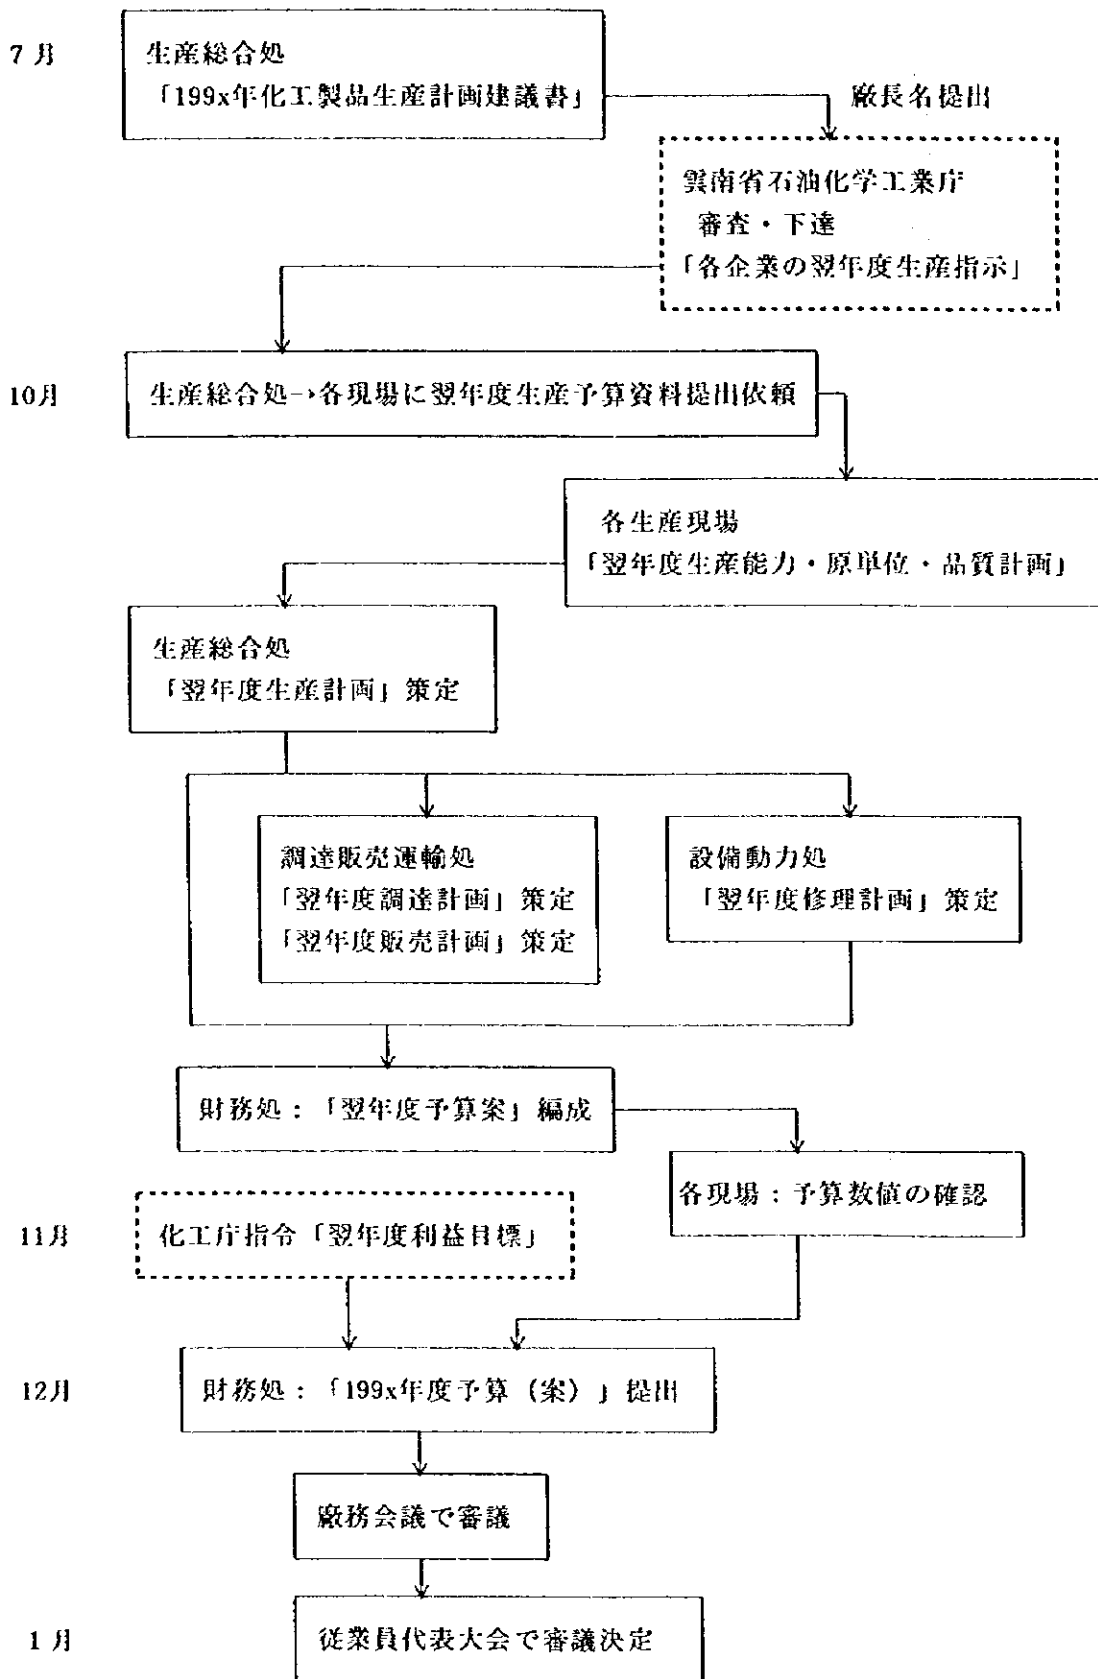 7月
生産総合処
「199x年化工製品生産計画建議書」
廠長名提出
雲南省石油化学工業庁
審査・下達
「各企業の翌年度生産指示」
10月
生産総合処→各現場に翌年度生産予算資料提出依頼
各生産現場
「翌年度生産能力・原単位・品質計画」
生産総合処
「翌年度生産計画」策定
調達販売運輸処
「翌年度調達計画」策定
「翌年度販売計画」策定
設備動力処
「翌年度修理計画」策定
財務処：「翌年度予算案」編成
各現場：予算数値の確認
11月
化工庁指令「翌年度利益目標」
12月
財務処：「199x年度予算（案）」提出
廠務会議で審議
1月
従業員代表大会で審議決定